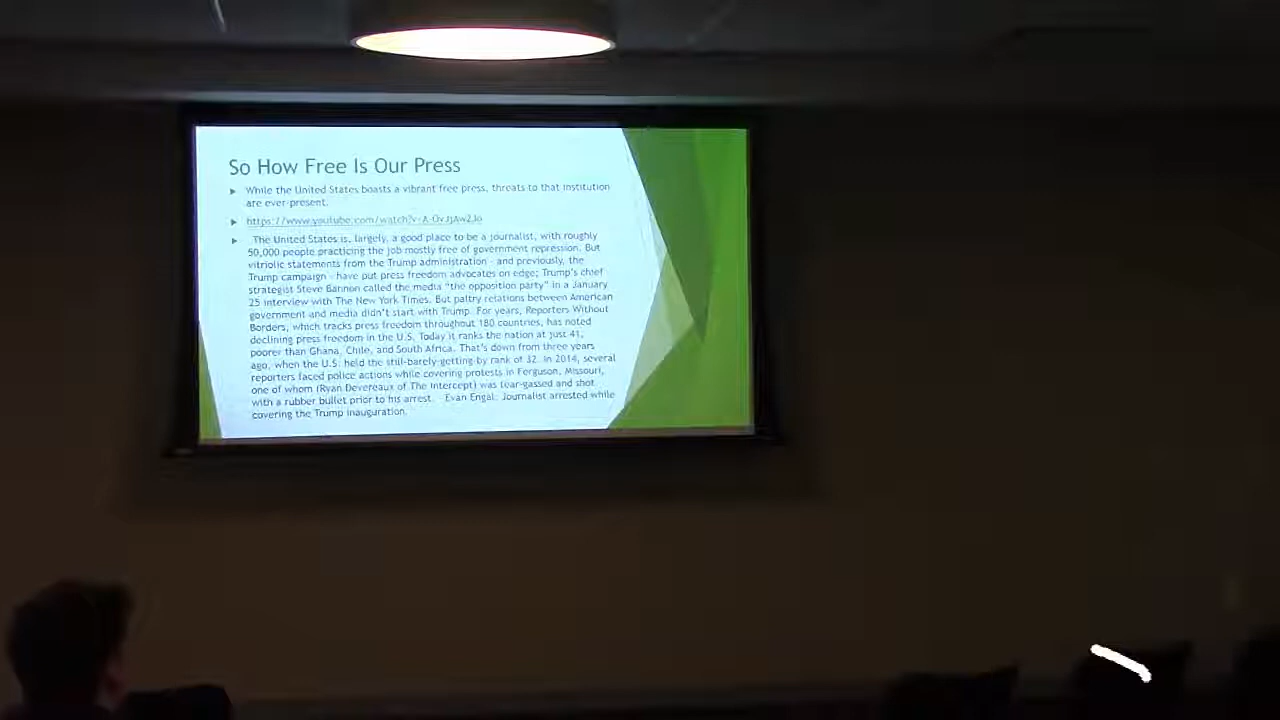 So How Free Is Our Press
While the United States boasts a vibrant free press, threats to that institution
are ever-present.
https://www.youtube.com/watch?v=
The United States is, largely, a good place to be a journalist, with roughly
50,000 people practicing the job mostly free of government repression. But
vitriolic statements from the Trump administration - and previously, the
Trump campaign - have put press freedom advocates on edge; Trump's chief
strategist Steve Bannon called the media "the opposition party" in a January
25 interview with The New York Times. But paltry relations between American
government and media didn't start with Trump. For years, Reporters Without
Borders, which tracks press freedom throughout 180 countries, has noted
declining press freedom in the U.S. Today it ranks the nation at just 41,
poorer than Ghana, Chile, and South Africa. That's down from three years
ago, when the U.S. held the still-barely-getting-by rank of 32. In 2014, several
reporters faced police actions while covering protests in Ferguson, Missouri,
one of whom (Ryan Devereaux of The Intercept) was tear-gassed and shot
with a rubber bullet prior to his arrest. Evan Engal: Journalist arrested while
covering the Trump inauguration.